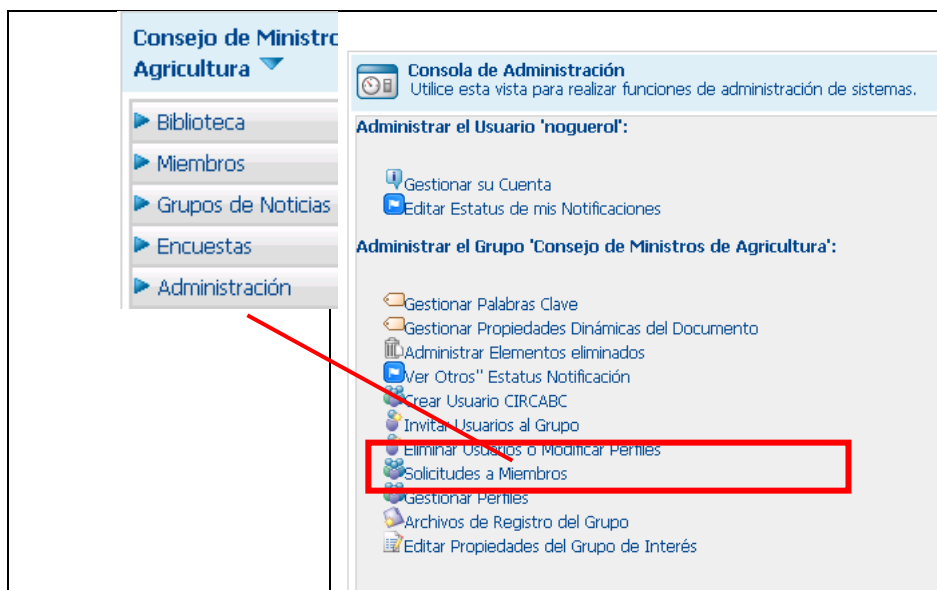 Consejo de Ministro
Agricultura
Biblioteca
Miembros
Grupos de Noticias
Encuestas
Administración
Consola de Administración
Utilice esta vista para realizar funciones de administración de sistemas.
Administrar el Usuario 'noguerol':
Gestionar su Cuenta
Editar Estatus de mis Notificaciones
Administrar el Grupo 'Consejo de Ministros de Agricultura':
Gestionar Palabras Clave
Gestionar Propiedades Dinámicas del Documento
Administrar Elementos eliminados
Ver Otros" Estatus Notificación
Crear Usuario CIRCABC
Invitar Usuarios al Grupo
Eliminar Usuarios o Modificar Perfiles
Solicitudes a Miembros
Gestionar Perfiles
Archivos de Registro del Grupo
Editar Propiedades del Grupo de Interés